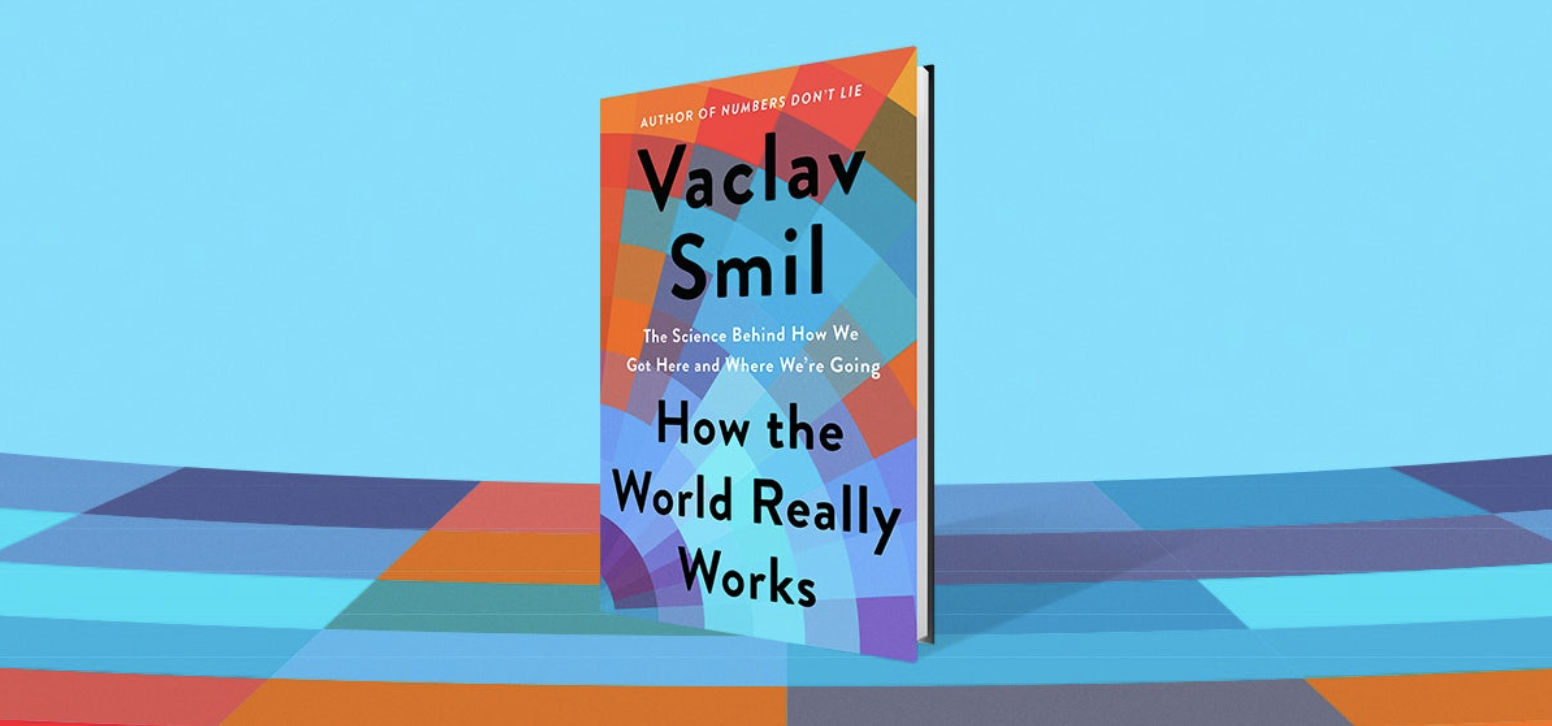 AUTHOR OF NUMBERS DON'T LIE
Vaclav
Smil
The Science Behind How We
Got Here and Where We're Going
How the
World Really
Works